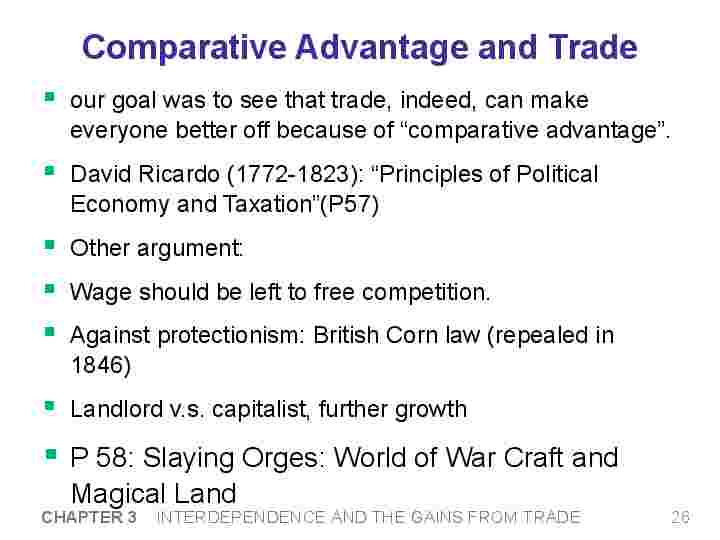 Comparative Advantage and Trade
our goal was to see that trade, indeed, can make
everyone better off because of “comparative advantage”.
David Ricardo (1772-1823): “Principles of Political
Economy and Taxation”(P57)
Other argument:
Wage should be left to free competition.
Against protectionism: British Corn law (repealed in
1846)
Landlord v.s. capitalist, further growth
P 58: Slaying Orges: World of War Craft and
Magical Land
CHAPTER 3 INTERDEPENDENCE AND THE GAINS FROM TRADE 26